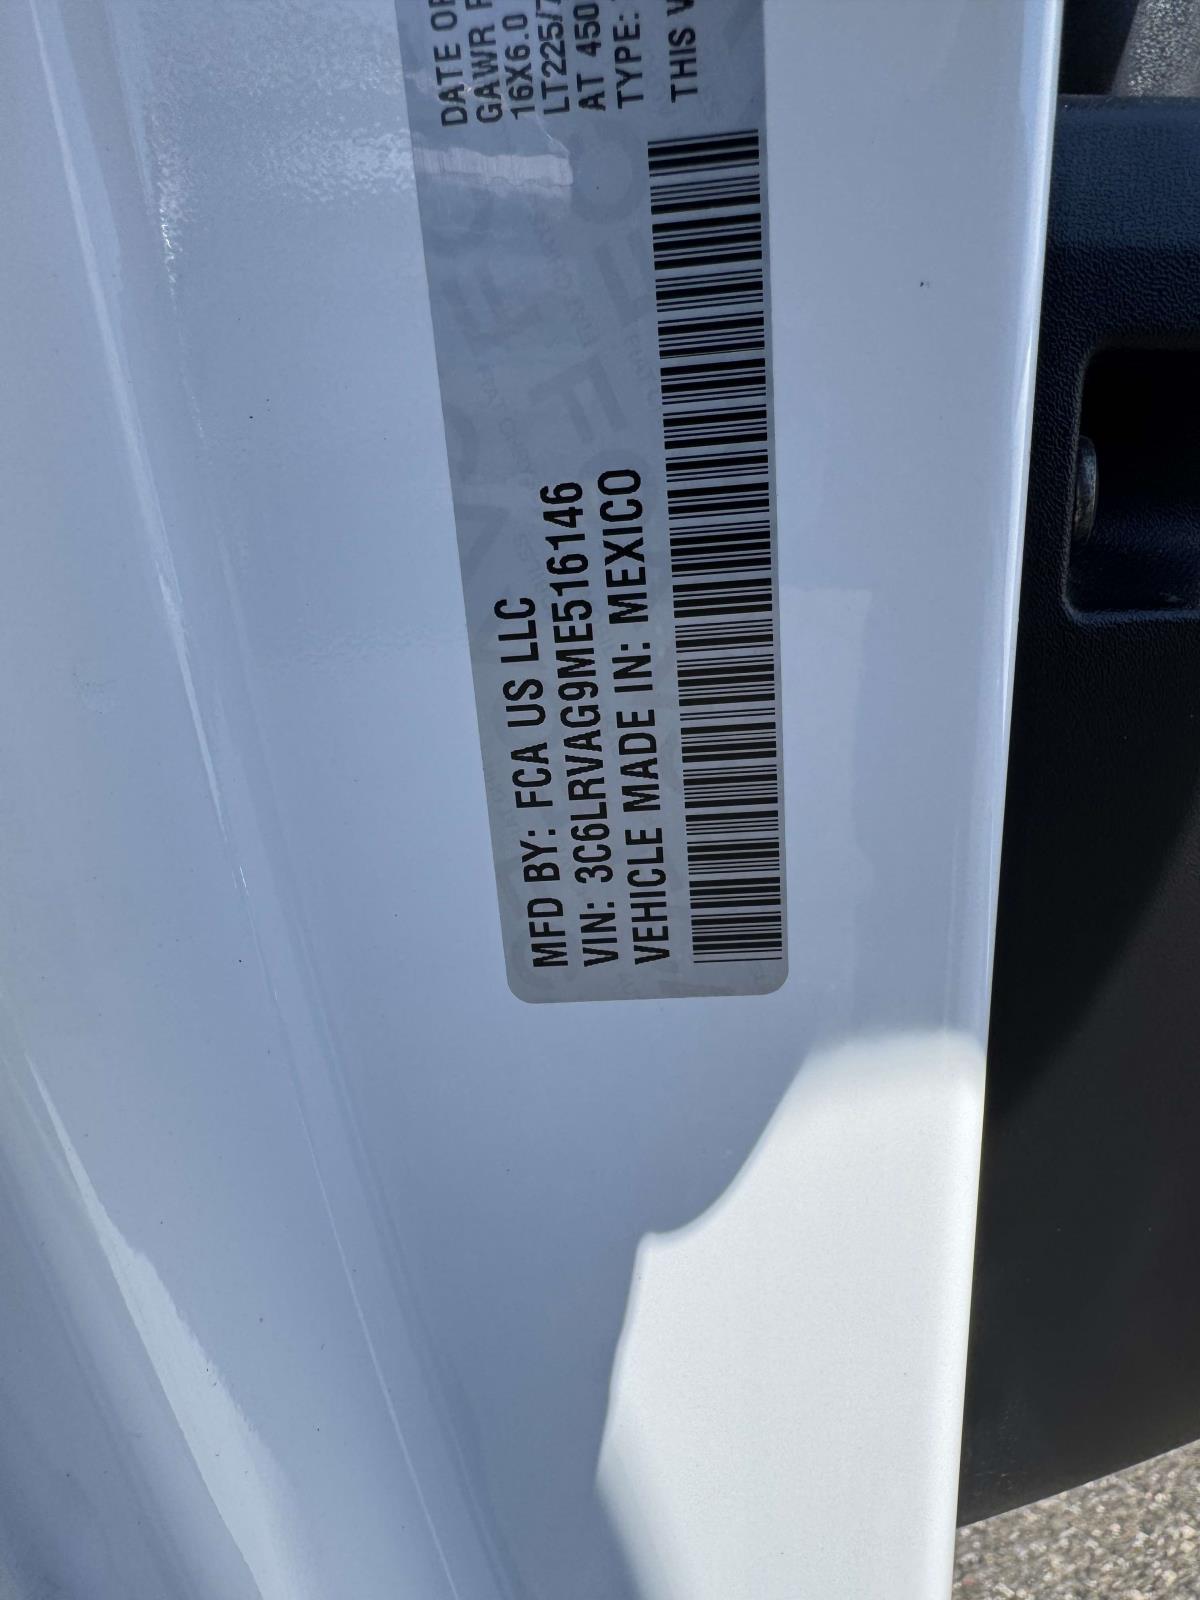 MFD BY: FCA US LLC
VIN: 3C6LRVAG9ME516146
VEHICLE MADE IN: MEXICO
DATE OF
GAWR
16X6.0
LT225/7
AT 450
TYPE:
THIS